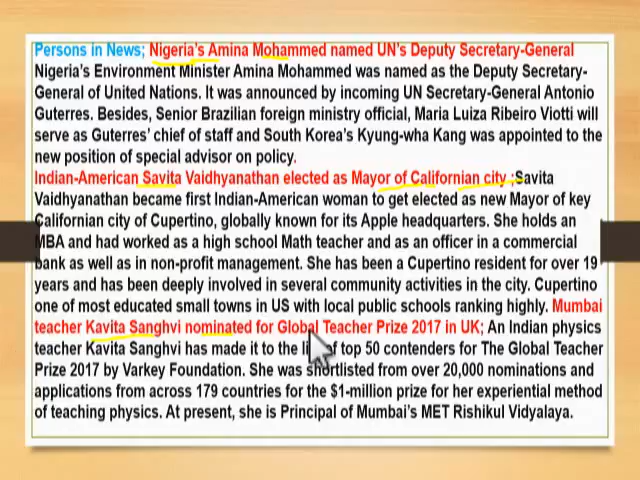 Persons in News; Nigeria's Amina Mohammed named UN's Deputy Secretary-General
Nigeria's Environment Minister Amina Mohammed was named as the Deputy Secretary-
General of United Nations. It was announced by incoming UN Secretary-General Antonio
Guterres. Besides, Senior Brazilian foreign ministry official, Maria Luiza Ribeiro Viotti will
serve as Guterres' chief of staff and South Korea's Kyung-wha Kang was appointed to the
new position of special advisor on policy.
Indian-American Savita Vaidhyanathan elected as Mayor of Californian city ;Savita
Vaidhyanathan became first Indian-American woman to get elected as new Mayor of key
Californian city of Cupertino, globally known for its Apple headquarters. She holds an
MBA and had worked as a high school Math teacher and as an officer in a commercial
bank as well as in non-profit management. She has been a Cupertino resident for over 19
years and has been deeply involved in several community activities in the city. Cupertino
one of most educated small towns in US with local public schools ranking highly. Mumbai
teacher Kavita Sanghvi nominated for Global Teacher Prize 2017 in UK; An Indian physics
teacher Kavita Sanghvi has made it to the of top 50 contenders for The Global Teacher
Prize 2017 by Varkey Foundation. She was shortlisted from over 20,000 nominations and
applications from across 179 countries for the $1-million prize for her experiential method
of teaching physics. At present, she is Principal of Mumbai's MET Rishikul Vidyalaya.